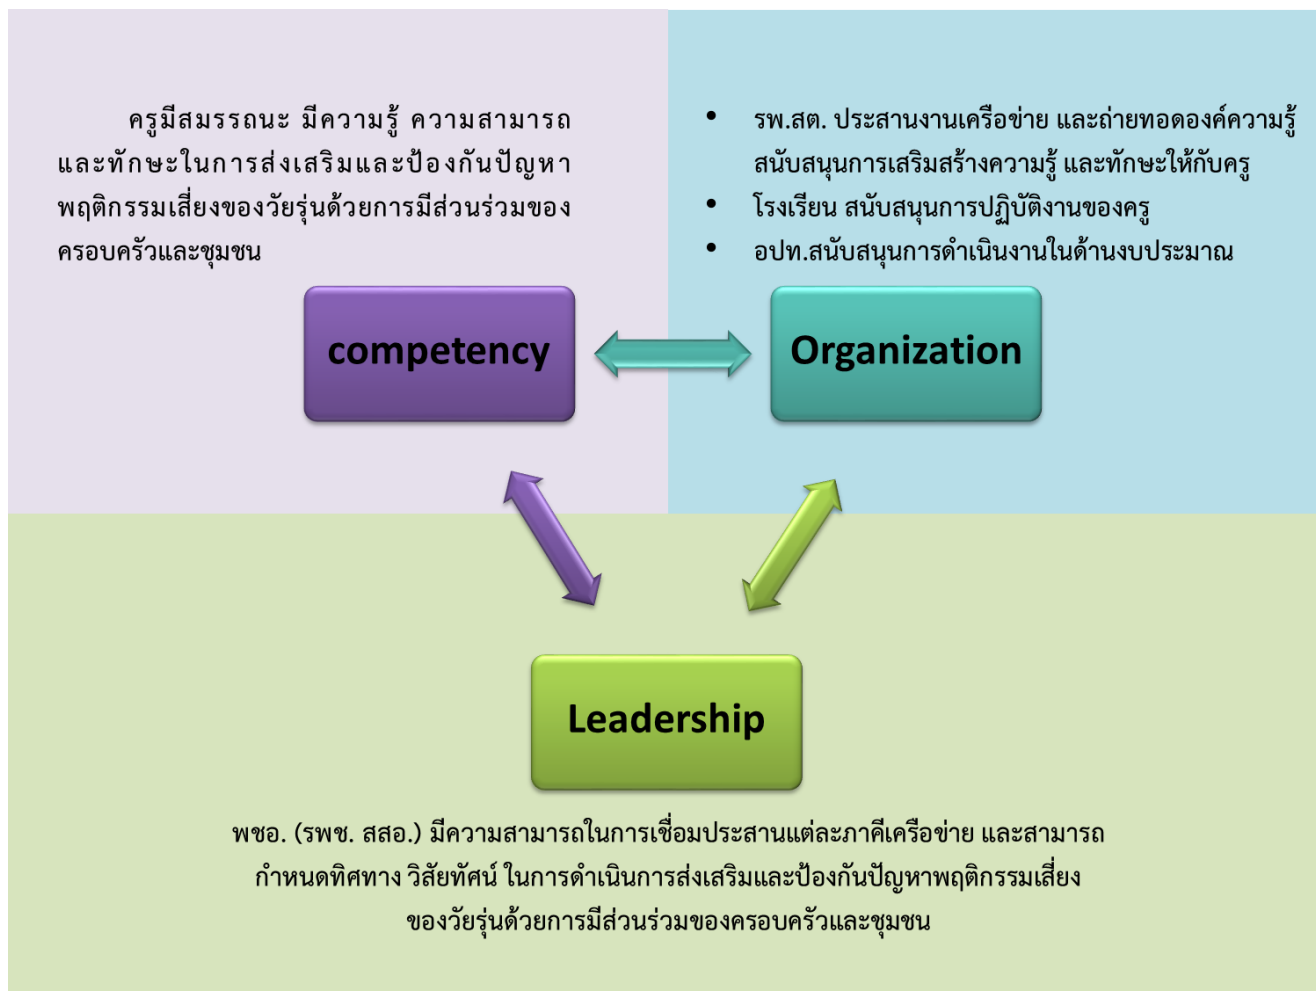 ครูมีสมรรถนะ มีความรู้ ความสามารถ
และทักษะในการส่งเสริมและป้องกันปัญหา
พฤติกรรมเสี่ยงของวัยรุ่นด้วยการมีส่วนร่วมของ
ครอบครัวและชุมชน
competency
• รพ.สต. ประสานงานเครือข่าย และถ่ายทอดองค์ความรู้
สนับสนุนการเสริมสร้างความรู้ และทักษะให้กับครู
• โรงเรียน สนับสนุนการปฏิบัติงานของครู
• อปท.สนับสนุนการดำเนินงานในด้านงบประมาณ
Organization
Leadership
พชอ. (รพช. สสอ.) มีความสามารถในการเชื่อมประสานแต่ละภาคีเครือข่าย และสามารถ
กำหนดทิศทาง วิสัยทัศน์ ในการดำเนินการส่งเสริมและป้องกันปัญหาพฤติกรรมเสี่ยง
ของวัยรุ่นด้วยการมีส่วนร่วมของครอบครัวและชุมชน